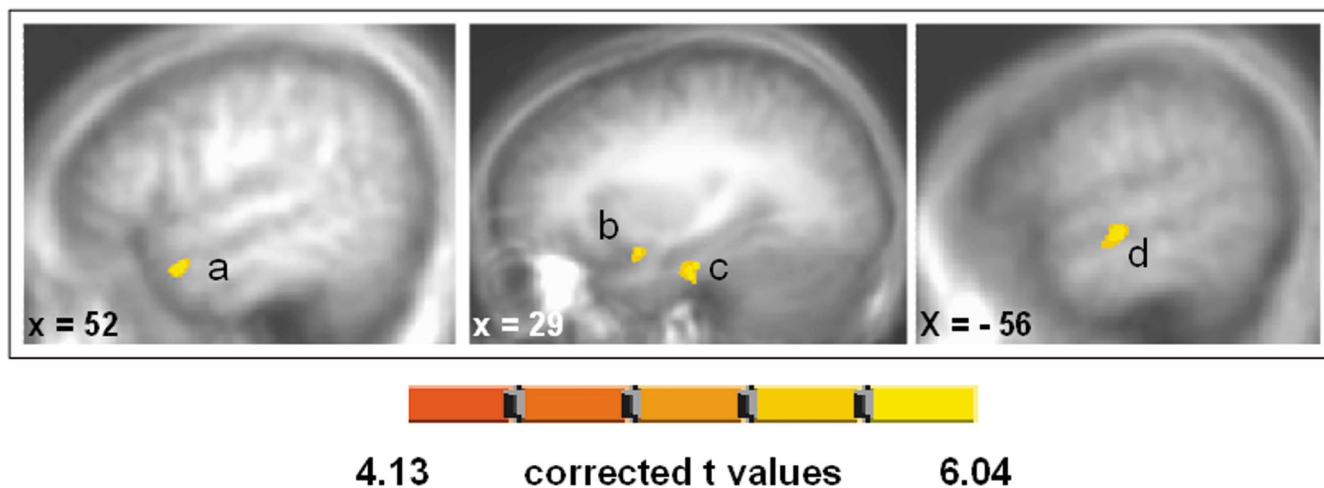 a
x = 52
b
c
x = 29
d
X = - 56
4.13 corrected t values 6.04